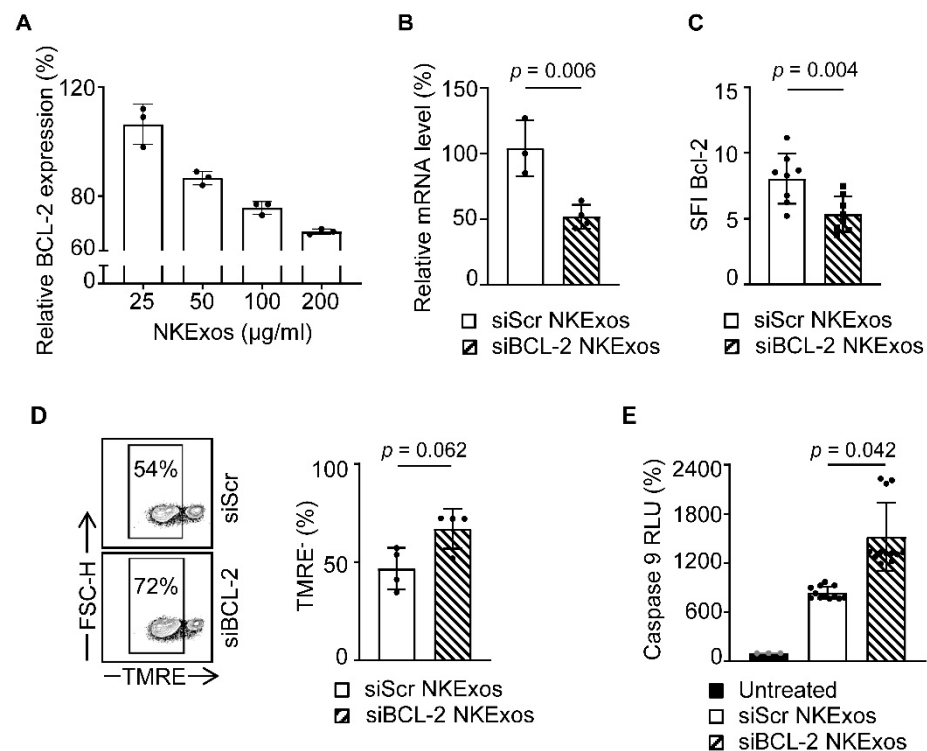 A
Relative BCL-2 expression (%)
120
80
60
0
25 50 100 200
NKExos (µg/ml)
B
p = 0.006
Relative mRNA level (%)
150
100
50
0
siScr NKExos
siBCL-2 NKExos
C
p = 0.004
SFI Bcl-2
15
10
5
0
siScr NKExos
siBCL-2 NKExos
D
54%
siScr
72%
siBCL-2
FSC-H
TMRE
p = 0.062
TMRE- (%)
100
50
0
siScr NKExos
siBCL-2 NKExos
E
p = 0.042
Caspase 9 RLU (%)
2400
1800
1200
600
0
Untreated
siScr NKExos
siBCL-2 NKExos